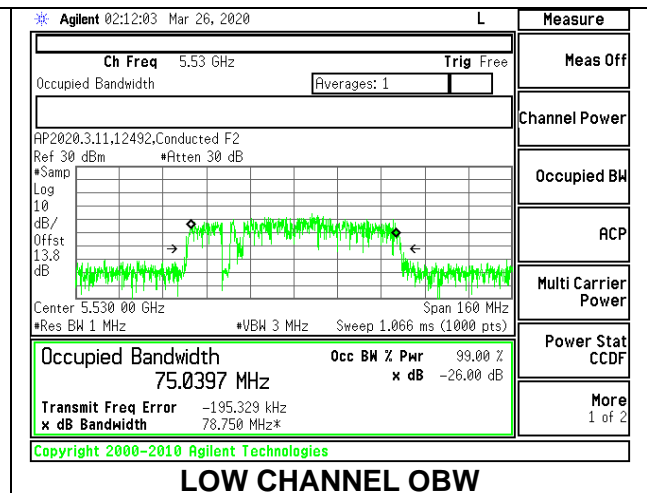 Agilent 02:12:03 Mar 26, 2020 L Measure
Ch Freq 5.53 GHz Trig Free
Occupied Bandwidth Averages: 1
AP2020.3.11,12492,Conducted F2
Ref 30 dBm #Atten 30 dB
#Samp
Log
10
dB/
Offst
13.8
dB
Center 5.530 00 GHz Span 160 MHz
#Res BW 1 MHz #VBW 3 MHz Sweep 1.066 ms (1000 pts)
Occupied Bandwidth Occ BW % Pwr 99.00 %
75.0397 MHz x dB -26.00 dB
Transmit Freq Error -195.329 kHz
x dB Bandwidth 78.750 MHz*
Copyright 2000-2010 Agilent Technologies
Meas Off
Channel Power
Occupied BW
ACP
Multi Carrier
Power
Power Stat
CCDF
More
1 of 2
LOW CHANNEL OBW